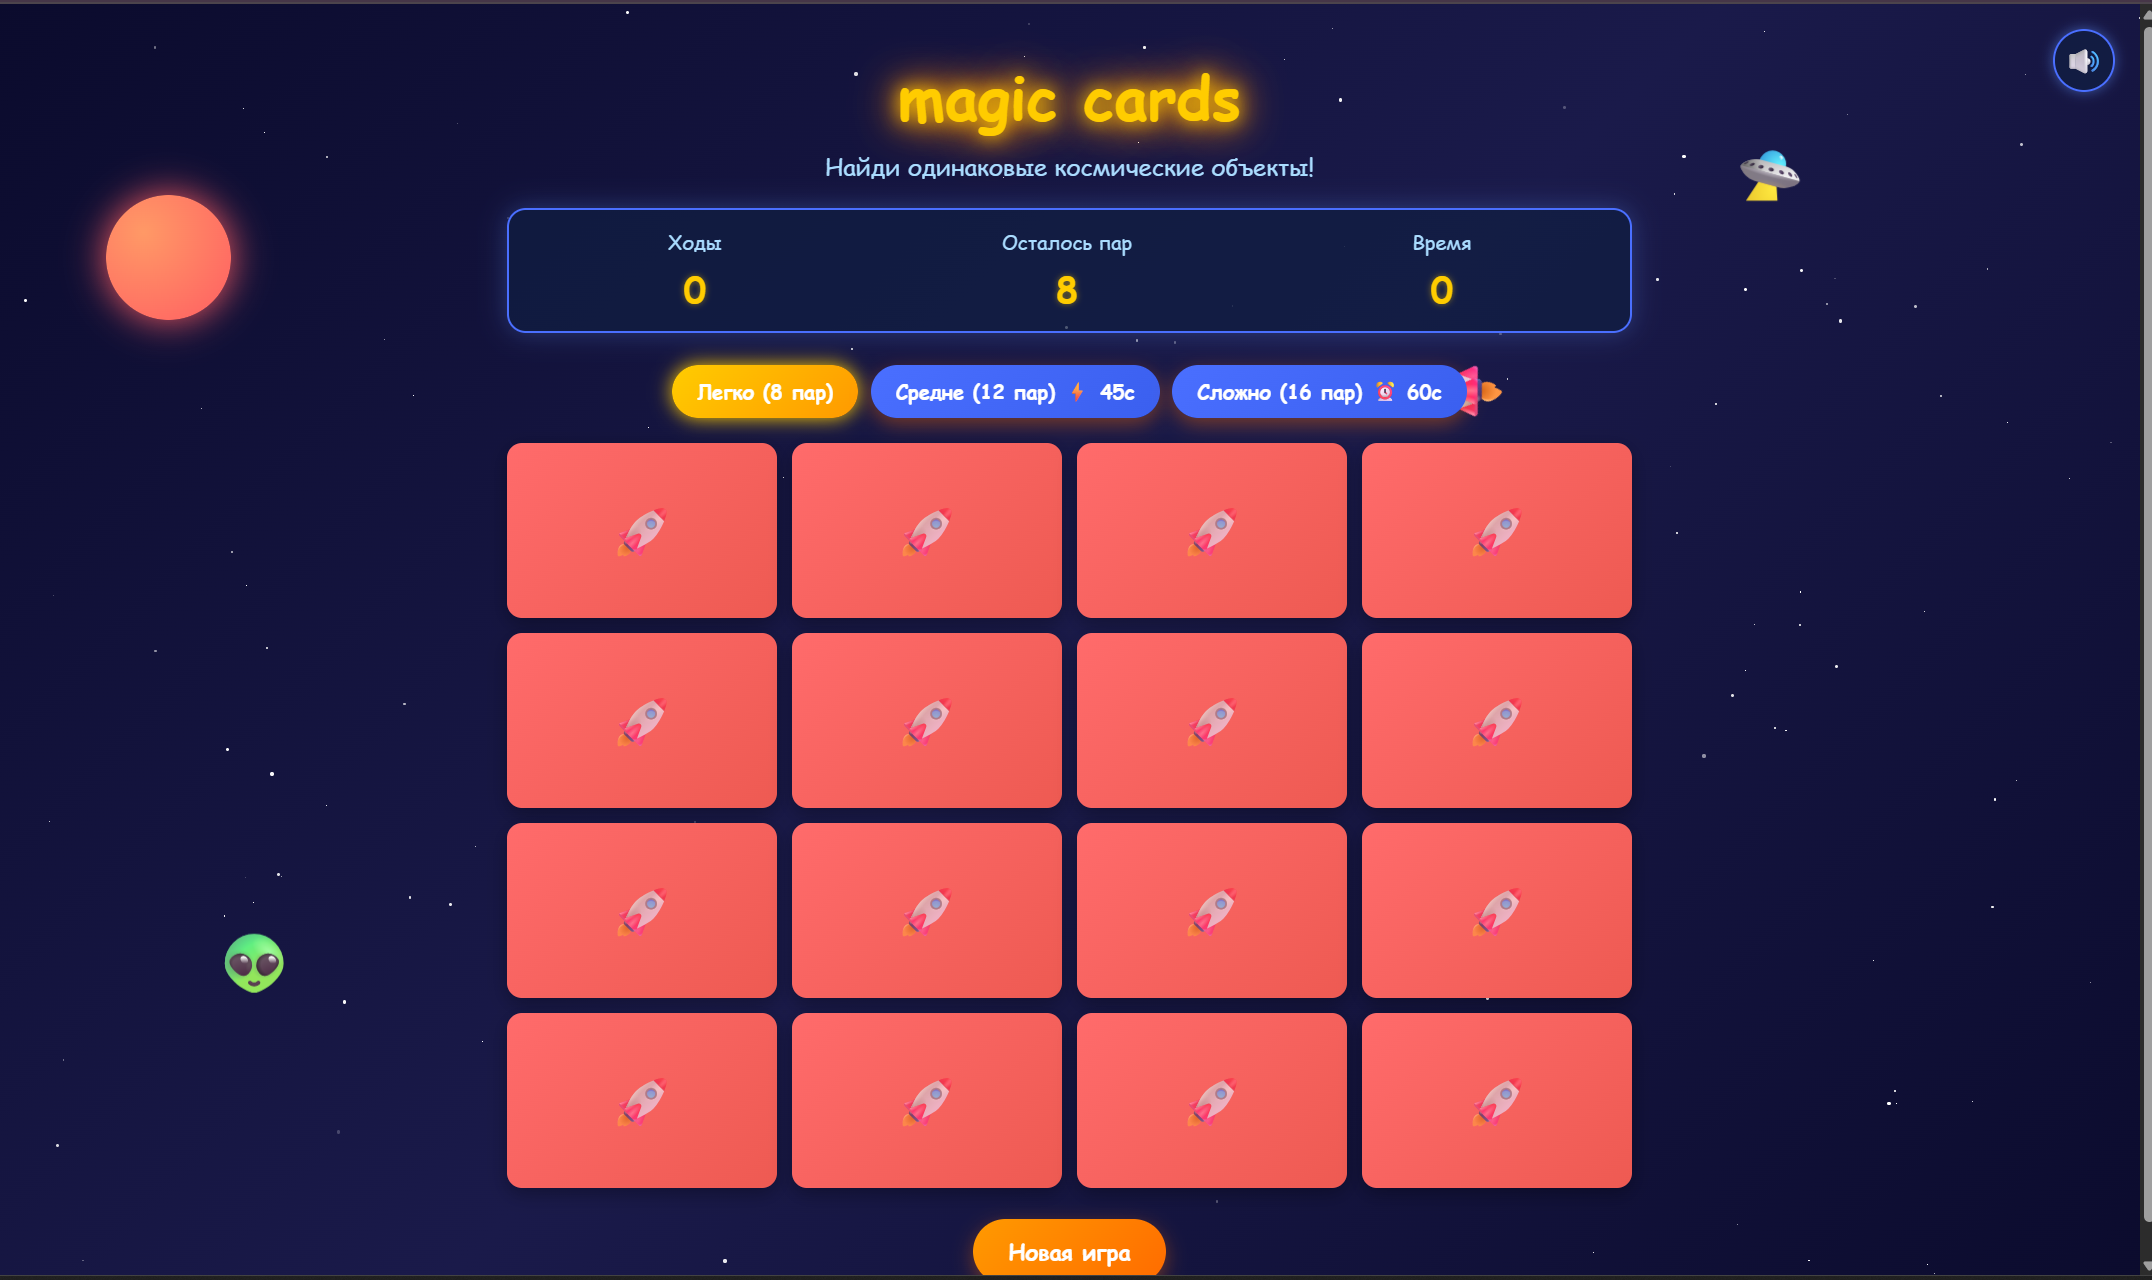 magic cards
Найди одинаковые космические объекты!
Ходы Осталось пар Время
0 8 0
Легко (8 пар) Средне (12 пар) ⚡ 45с Сложно (16 пар) ⏰ 60с
Новая игра